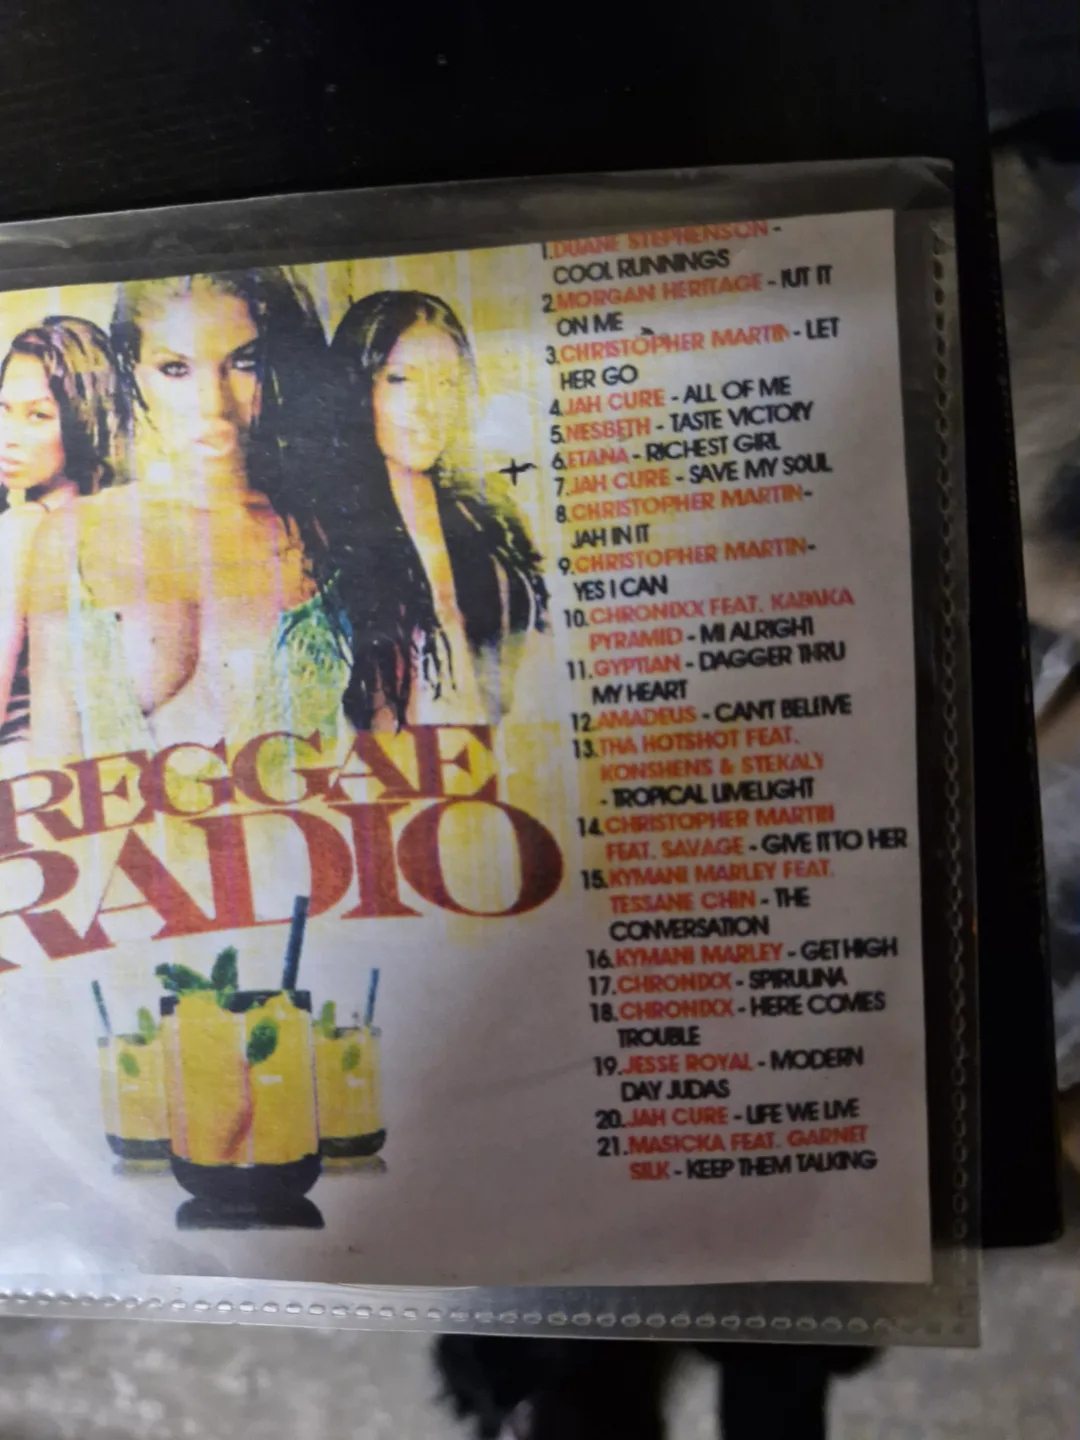 REGGAE
RADIO
1.DUANE STEPHENSON -
COOL RUNNINGS
2.MORGAN HERITAGE - IUT IT
ON ME
3.CHRISTOPHER MARTIN - LET
HER GO
4.JAH CURE - ALL OF ME
5.NESBETH - TASTE VICTORY
6.ETANA - RICHEST GIRL
7.JAH CURE - SAVE MY SOUL
8.CHRISTOPHER MARTIN-
JAH IN IT
9.CHRISTOPHER MARTIN-
YES I CAN
10.CHRONIXX FEAT. KABAKA
PYRAMID - MI ALRIGHT
11.GYPTIAN - DAGGER THRU
MY HEART
12.AMADEUS - CAN'T BELEIVE
13.THA HOTSHOT FEAT.
KONSHENS & STEKALY
- TROPICAL LIMELIGHT
14.CHRISTOPHER MARTIN
FEAT. SAVAGE - GIVE IT TO HER
15.KYMANI MARLEY FEAT.
TESSANE CHIN - THE
CONVERSATION
16.KYMANI MARLEY - GET HIGH
17.CHRONIXX - SPIRULINA
18.CHRONIXX - HERE COMES
TROUBLE
19.JESSE ROYAL - MODERN
DAY JUDAS
20.JAH CURE - LIFE WE LIVE
21.MASICKA FEAT. GARNET
SILK - KEEP THEM TALKING